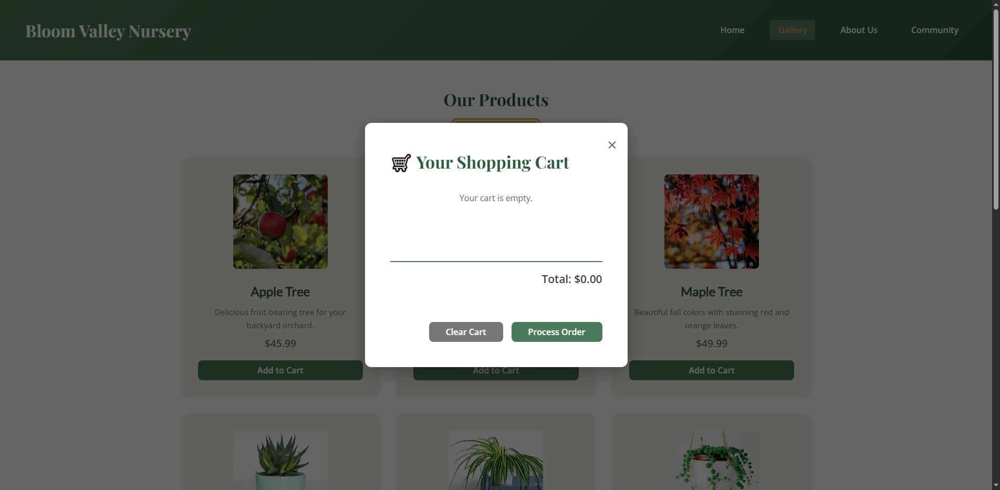 Bloom Valley Nursery
Home
Gallery
About Us
Community
Our Products
Your Shopping Cart
Your cart is empty.
Total: $0.00
Clear Cart
Process Order
Apple Tree
Delicious fruit-bearing tree for your
backyard orchard.
$45.99
Add to Cart
Add to Cart
Maple Tree
Beautiful fall colors with stunning red and
orange leaves.
$49.99
Add to Cart